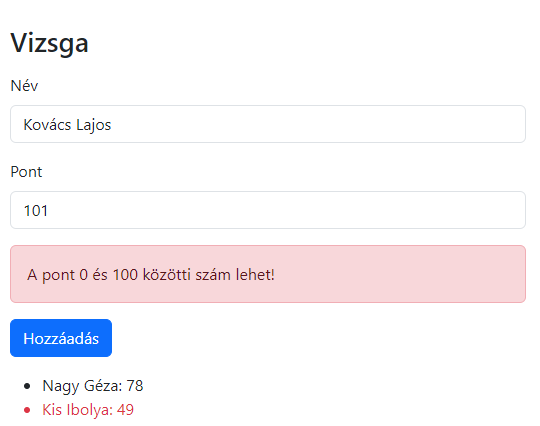 Vizsga
Név
Kovács Lajos
Pont
101
A pont 0 és 100 közötti szám lehet!
Hozzáadás
Nagy Géza: 78
Kis Ibolya: 49